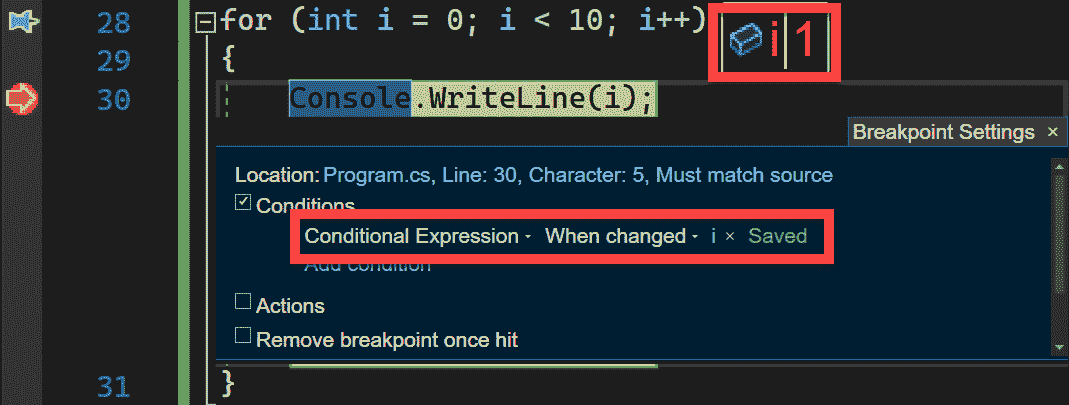 28 for (int i = 0; i < 10; i++) i 1
29 {
30 Console.WriteLine(i);
Breakpoint Settings ×
Location: Program.cs, Line: 30, Character: 5, Must match source
Conditions
Conditional Expression When changed i × Saved
Add condition
Actions
Remove breakpoint once hit
31 }